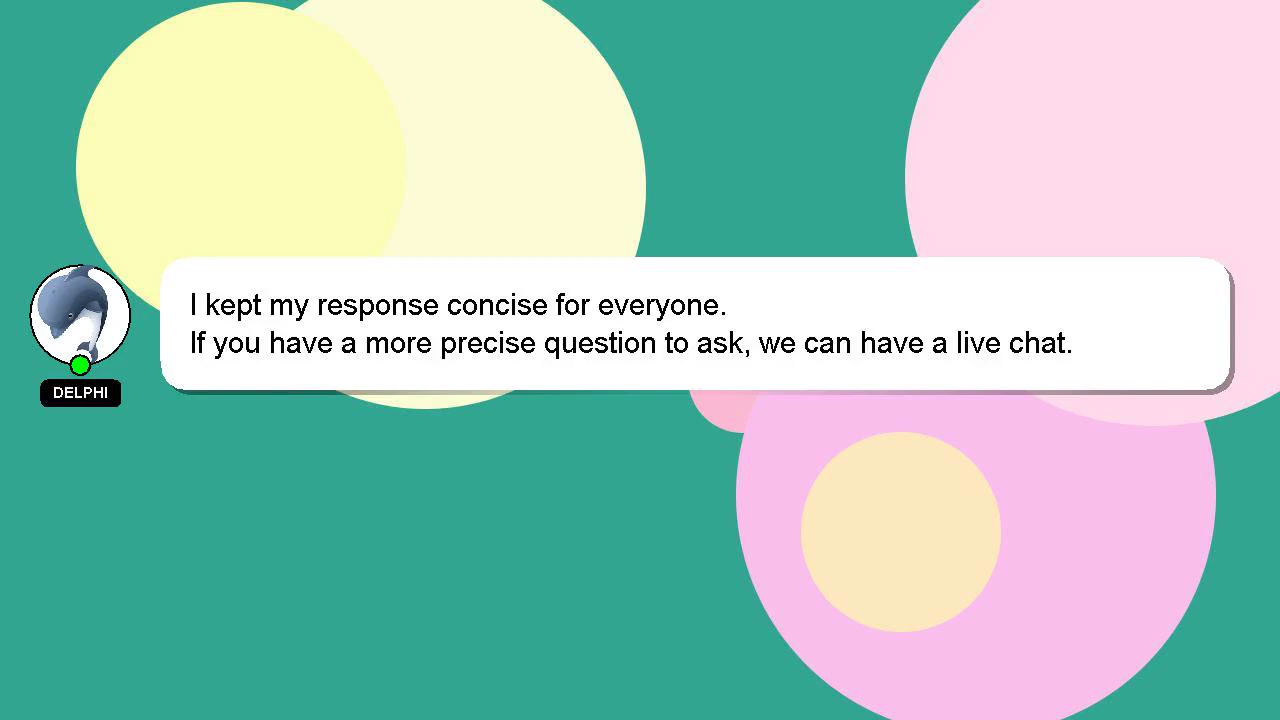 I kept my response concise for everyone.
If you have a more precise question to ask, we can have a live chat.
DELPHI